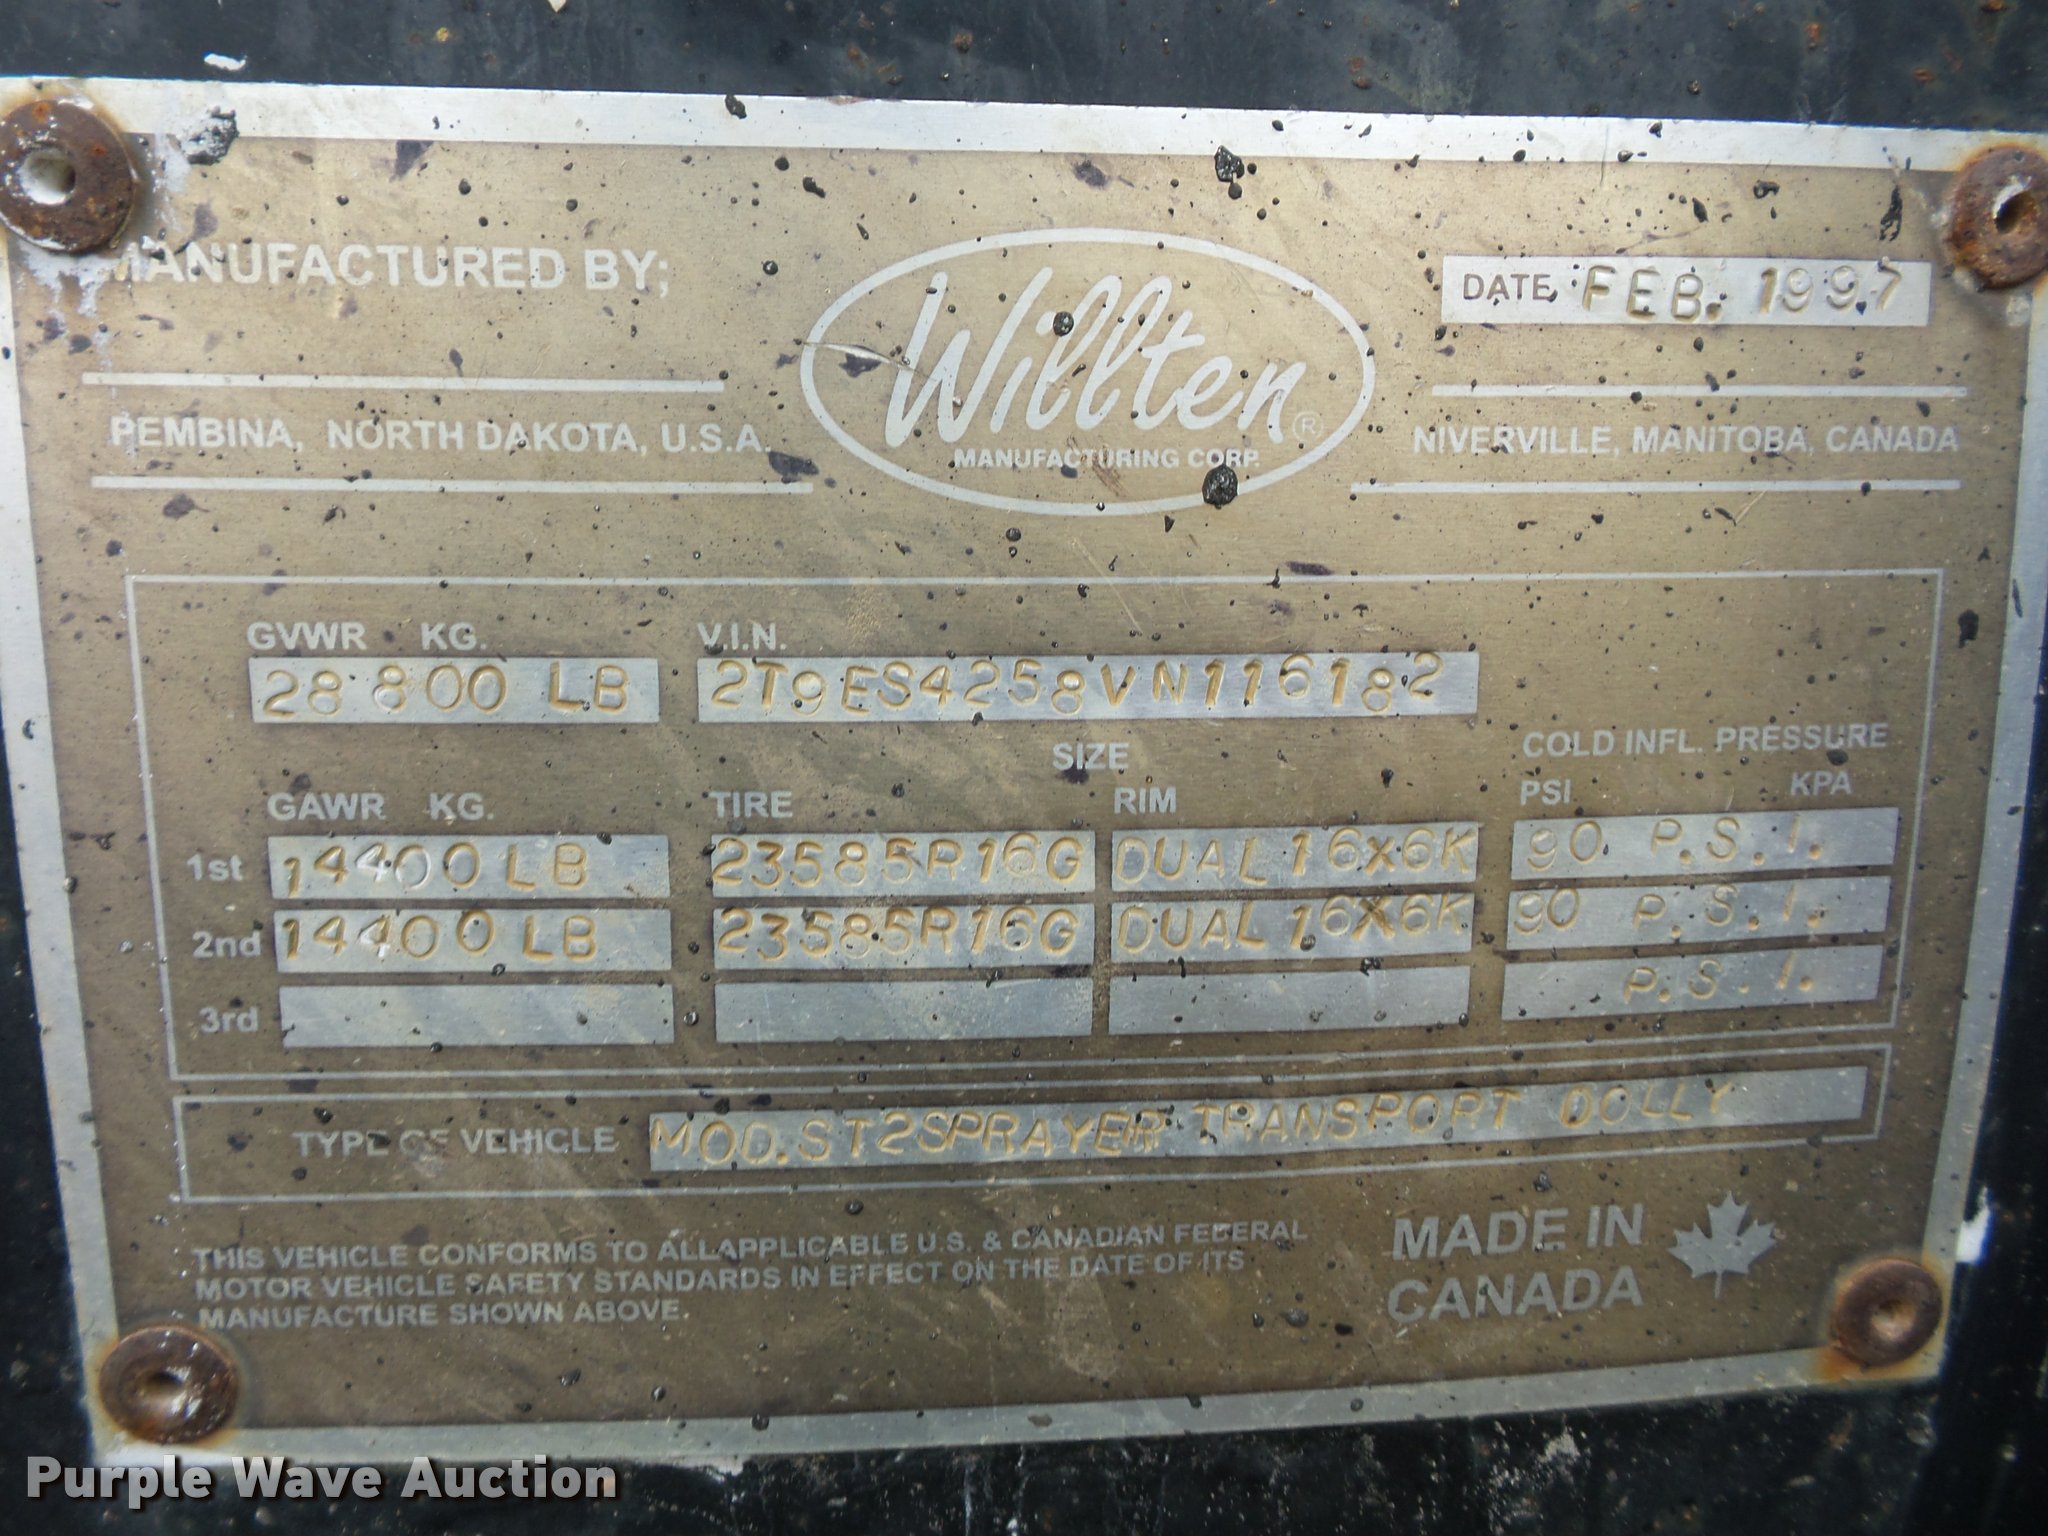 MANUFACTURED BY;
Willten ®
MANUFACTURING CORP.
DATE FEB. 1997
PEMBINA, NORTH DAKOTA, U.S.A.
NIVERVILLE, MANITOBA, CANADA
GVWR KG. V.I.N.
28 800 LB 2T9ES4258VN116182
SIZE COLD INFL. PRESSURE
GAWR KG. TIRE RIM PSI KPA
1st 14400 LB 23585R16G DUAL 16X6K 90 P.S.I.
2nd 14400 LB 23585R16G DUAL 16X6K 90 P.S.I.
3rd P.S.I.
TYPE OF VEHICLE MOD.ST2SPRAYER TRANSPORT DOLLY
THIS VEHICLE CONFORMS TO ALLAPPLICABLE U.S. & CANADIAN FEDERAL
MOTOR VEHICLE SAFETY STANDARDS IN EFFECT ON THE DATE OF ITS
MANUFACTURE SHOWN ABOVE.
MADE IN
CANADA
Purple Wave Auction